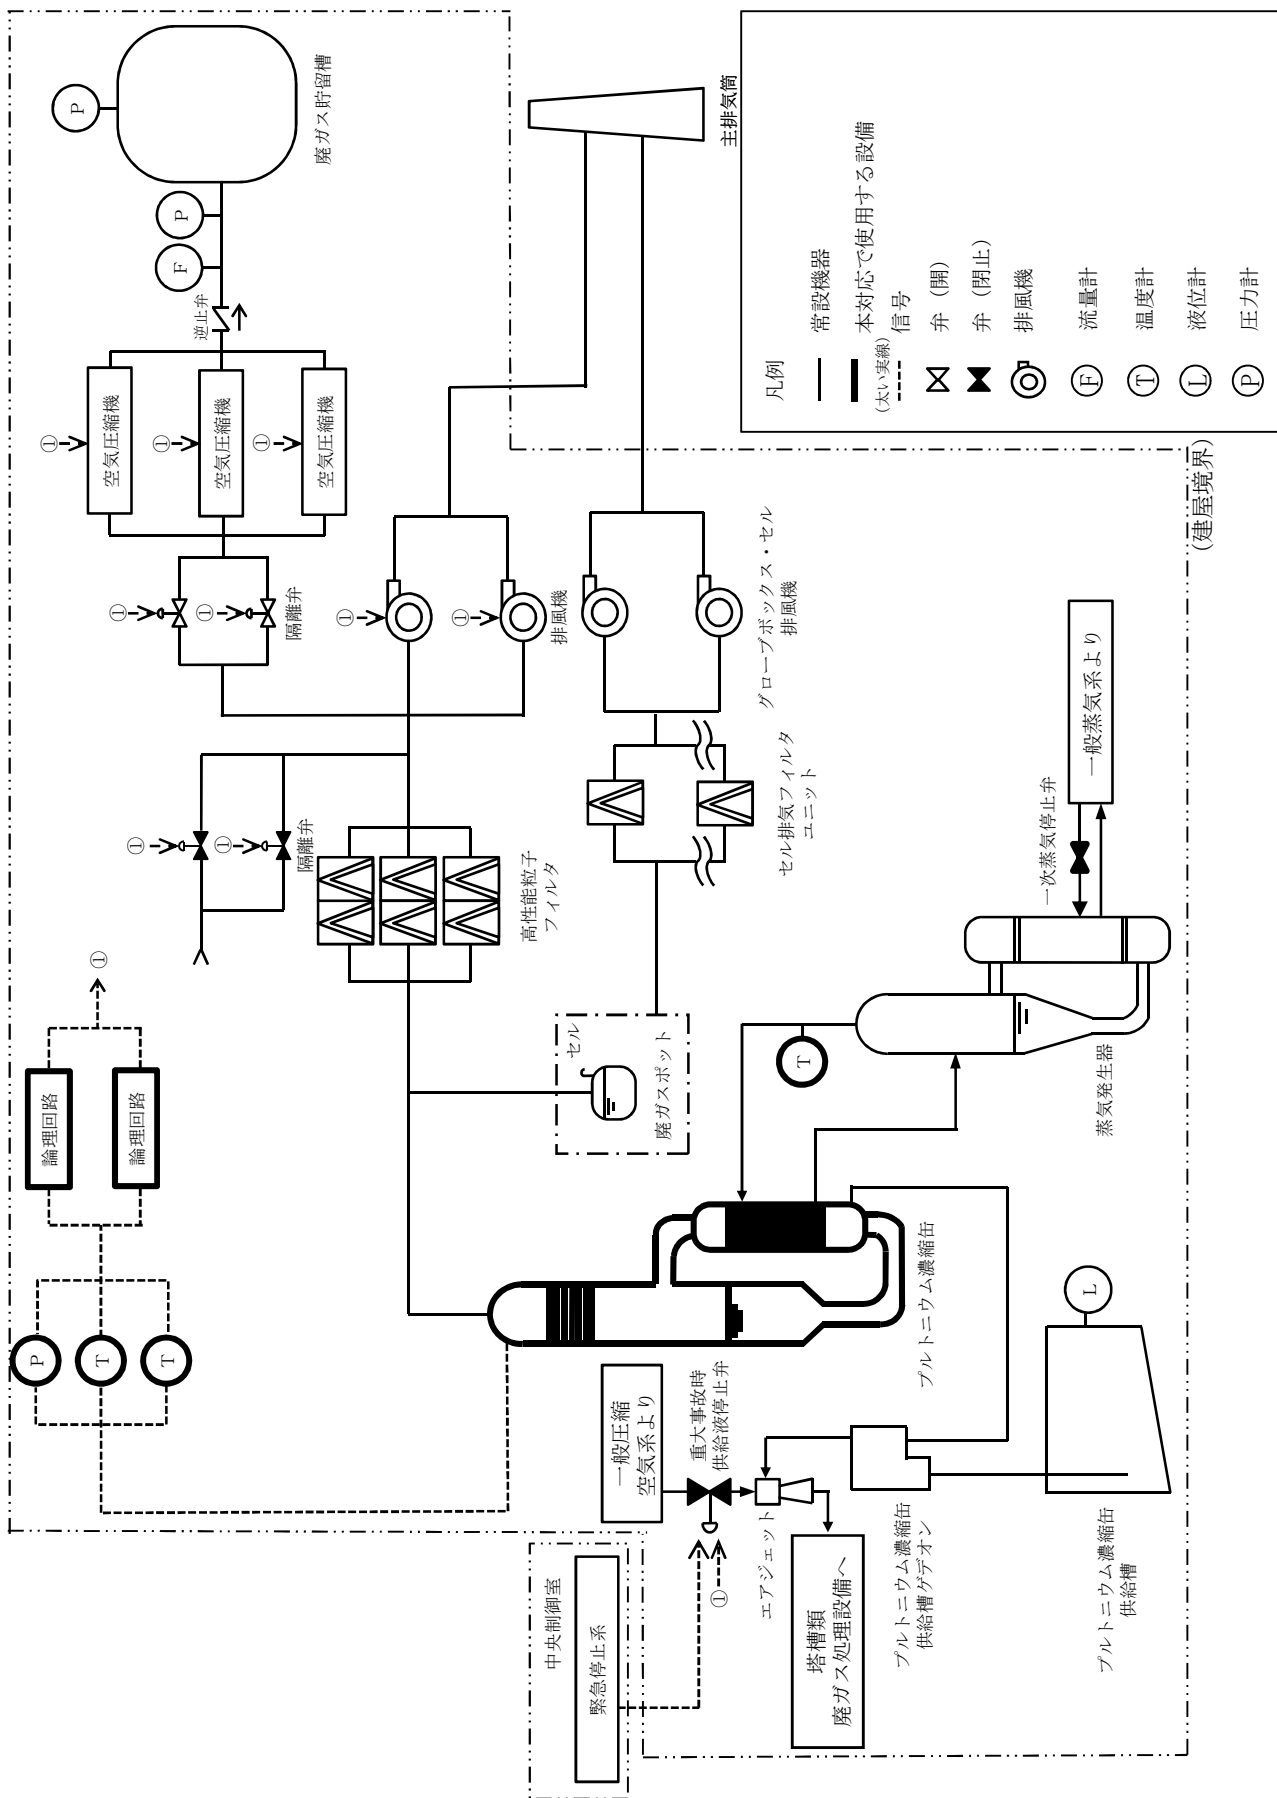 P
廃ガス貯留槽
P
F
逆止弁
空気圧縮機
空気圧縮機
空気圧縮機
①
①
①
①
①
隔離弁
①
①
排風機
主排気筒
グローブボックス・セル
排風機
①
①
隔離弁
高性能粒子
フィルタ
セル排気フィルタ
ユニット
①
論理回路
論理回路
P
T
T
セル
廃ガスポット
T
一次蒸気停止弁
一般蒸気系より
蒸気発生器
プルトニウム濃縮缶
L
一般圧縮
空気系より
重大事故時
供給液停止弁
①
エアジェット
中央制御室
緊急停止系
塔槽類
廃ガス処理設備へ
プルトニウム濃縮缶
供給槽ゲデオン
プルトニウム濃縮缶
供給槽
(建屋境界)
凡例
常設機器
本対応で使用する設備
(太い実線)
信号
弁（開）
弁（閉止）
排風機
F
流量計
T
温度計
L
液位計
P
圧力計